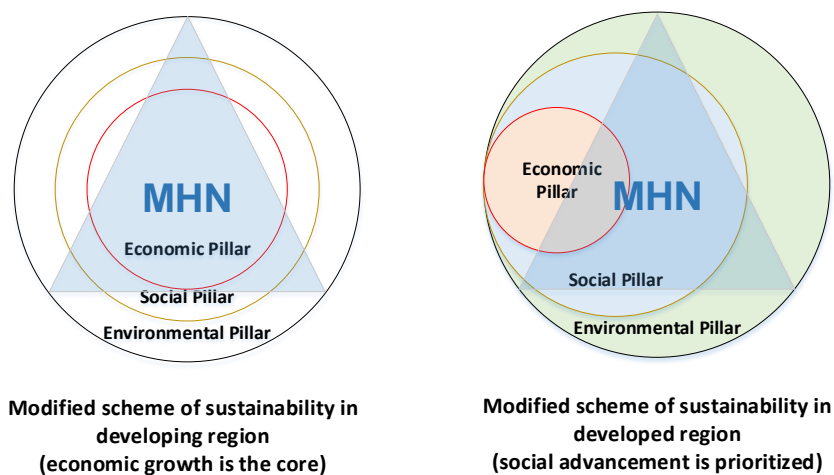 MHN
Economic Pillar
Social Pillar
Environmental Pillar
Modified scheme of sustainability in
developing region
(economic growth is the core)
Economic
Pillar
MHN
Social Pillar
Environmental Pillar
Modified scheme of sustainability in
developed region
(social advancement is prioritized)